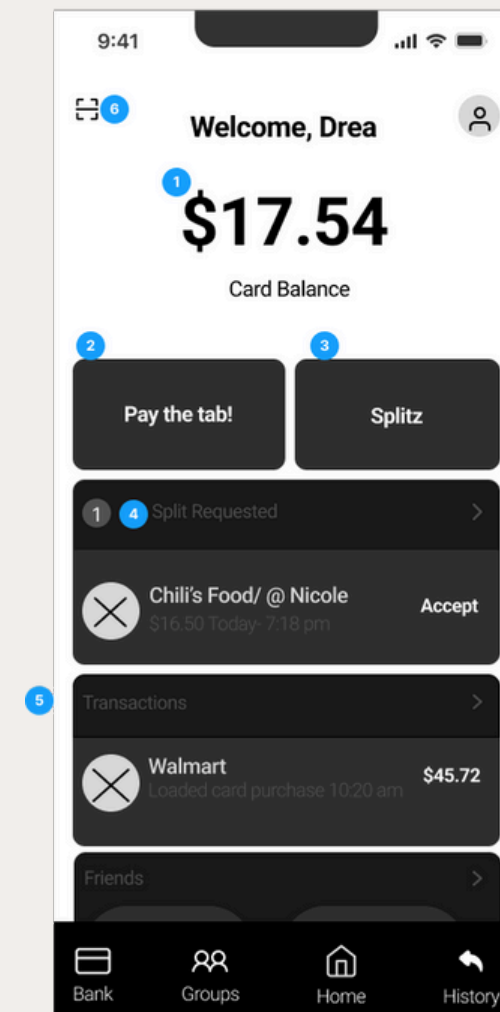 9:41
6
Welcome, Drea
1
$17.54
Card Balance
2
3
Pay the tab!
Splitz
1 4 Split Requested
Chili's Food/ @ Nicole
$16.50 Today- 7:18 pm
Accept
5
Transactions
Walmart
Loaded card purchase 10:20 am
$45.72
Friends
Bank
Groups
Home
History